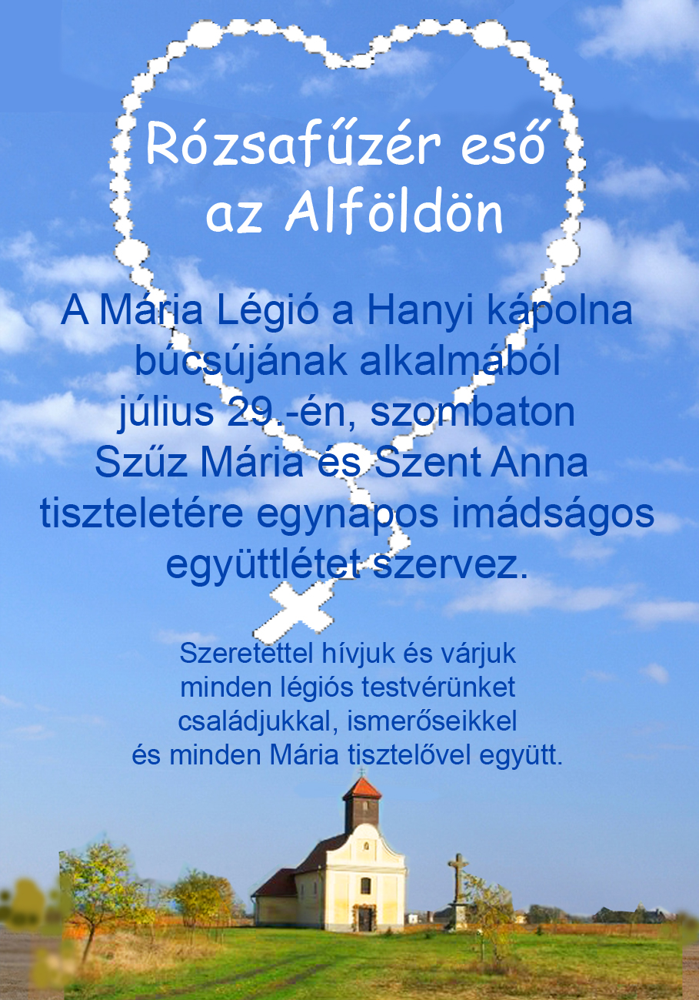 Rózsafűzér eső
az Alföldön
A Mária Légió a Hanyi kápolna
búcsújának alkalmából
július 29.-én, szombaton
Szűz Mária és Szent Anna
tiszteletére egynapos imádságos
együttlétet szervez.
Szeretettel hívjuk és várjuk
minden légiós testvérünket
családjukkal, ismerőseikkel
és minden Mária tisztelővel együtt.